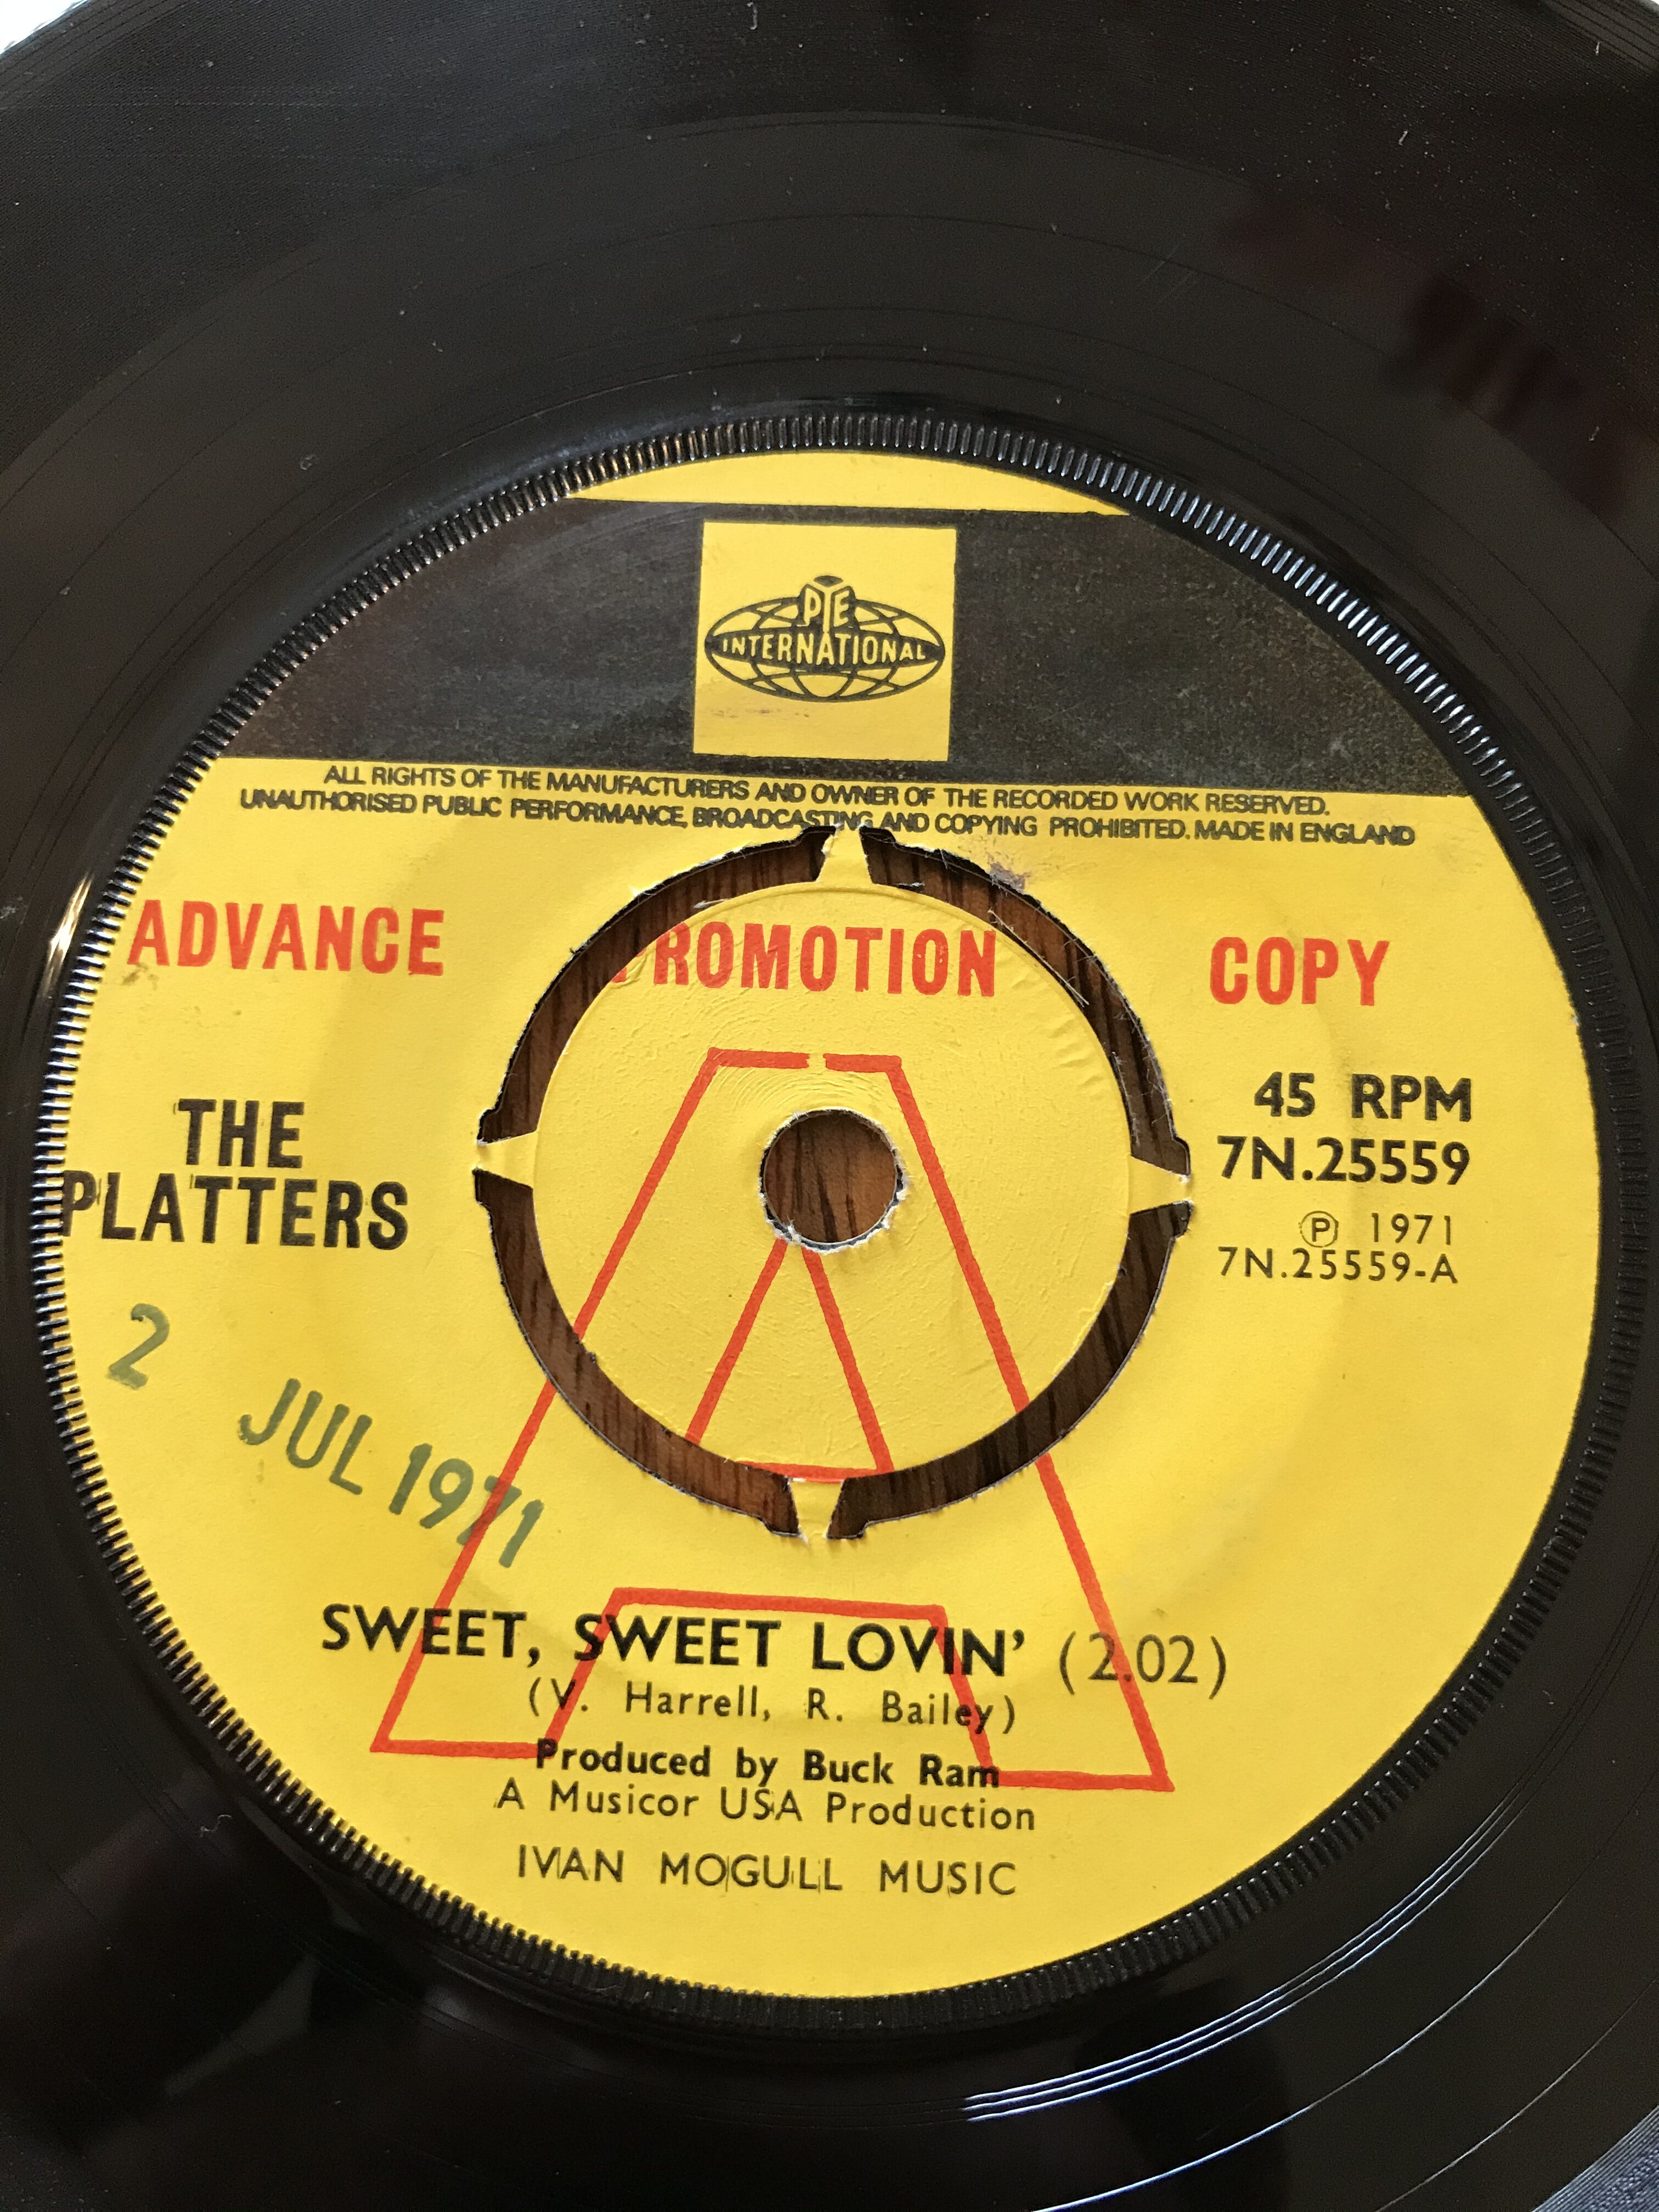 PYE
INTERNATIONAL
ALL RIGHTS OF THE MANUFACTURERS AND OWNER OF THE RECORDED WORK RESERVED.
UNAUTHORISED PUBLIC PERFORMANCE, BROADCASTING AND COPYING PROHIBITED. MADE IN ENGLAND
ADVANCE PROMOTION COPY
A
THE
PLATTERS
45 RPM
7N.25559
℗ 1971
7N.25559-A
2 JUL 1971
SWEET, SWEET LOVIN' (2.02)
(V. Harrell, R. Bailey)
Produced by Buck Ram
A Musicor USA Production
IVAN MOGULL MUSIC